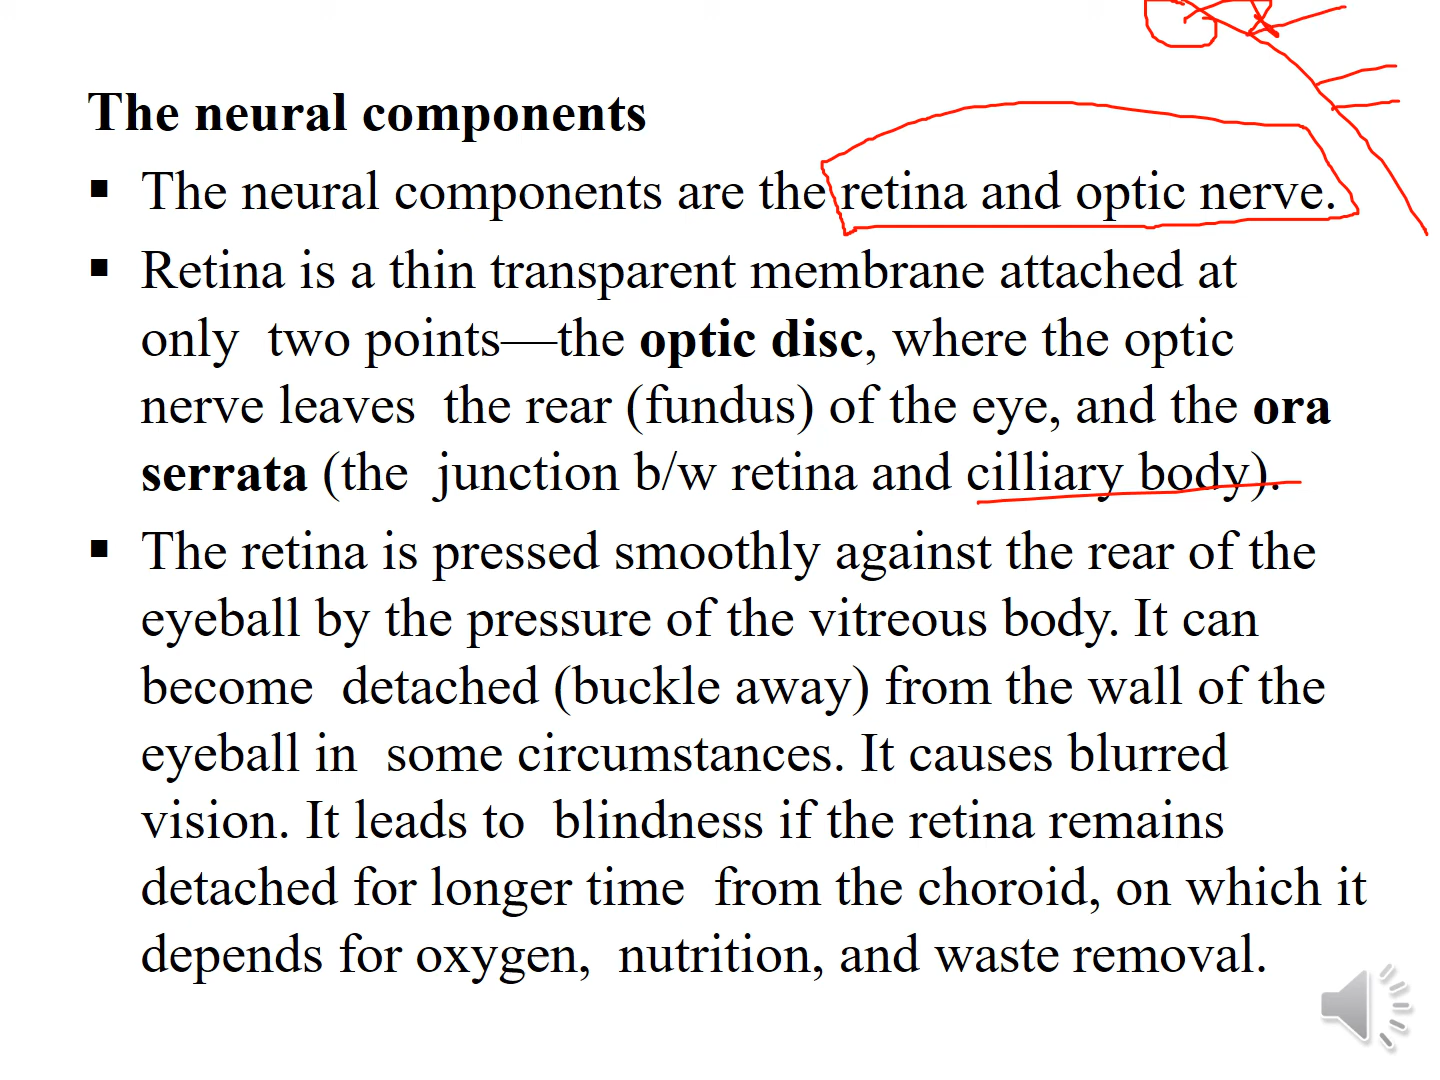 The neural components
▪ The neural components are the retina and optic nerve.
▪ Retina is a thin transparent membrane attached at
only two points—the optic disc, where the optic
nerve leaves the rear (fundus) of the eye, and the ora
serrata (the junction b/w retina and cilliary body).
▪ The retina is pressed smoothly against the rear of the
eyeball by the pressure of the vitreous body. It can
become detached (buckle away) from the wall of the
eyeball in some circumstances. It causes blurred
vision. It leads to blindness if the retina remains
detached for longer time from the choroid, on which it
depends for oxygen, nutrition, and waste removal.